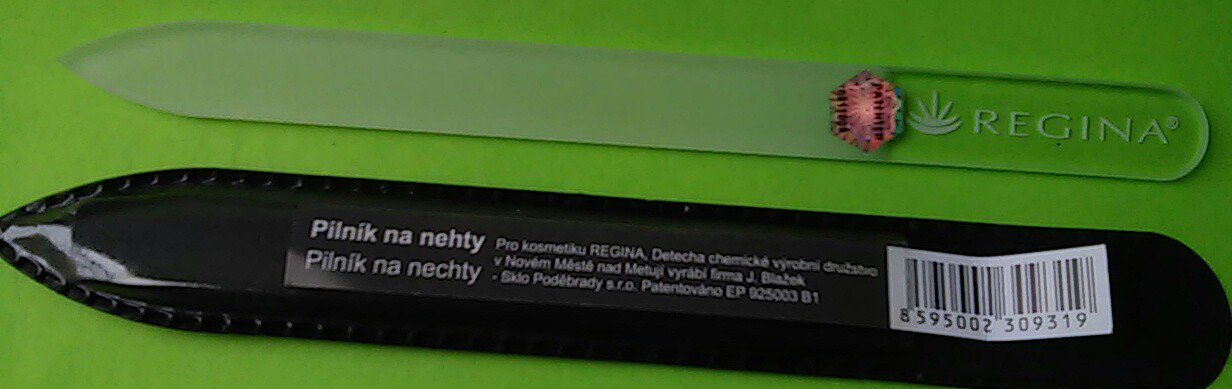 REGINA®
Pilník na nehty
Pilník na nechty
Pro kosmetiku REGINA, Detecha chemické výrobní družstvo
v Novém Městě nad Metují vyrábí firma J. Blažek
- Sklo Poděbrady s.r.o. Patentováno EP 925003 B1
8595002 309319